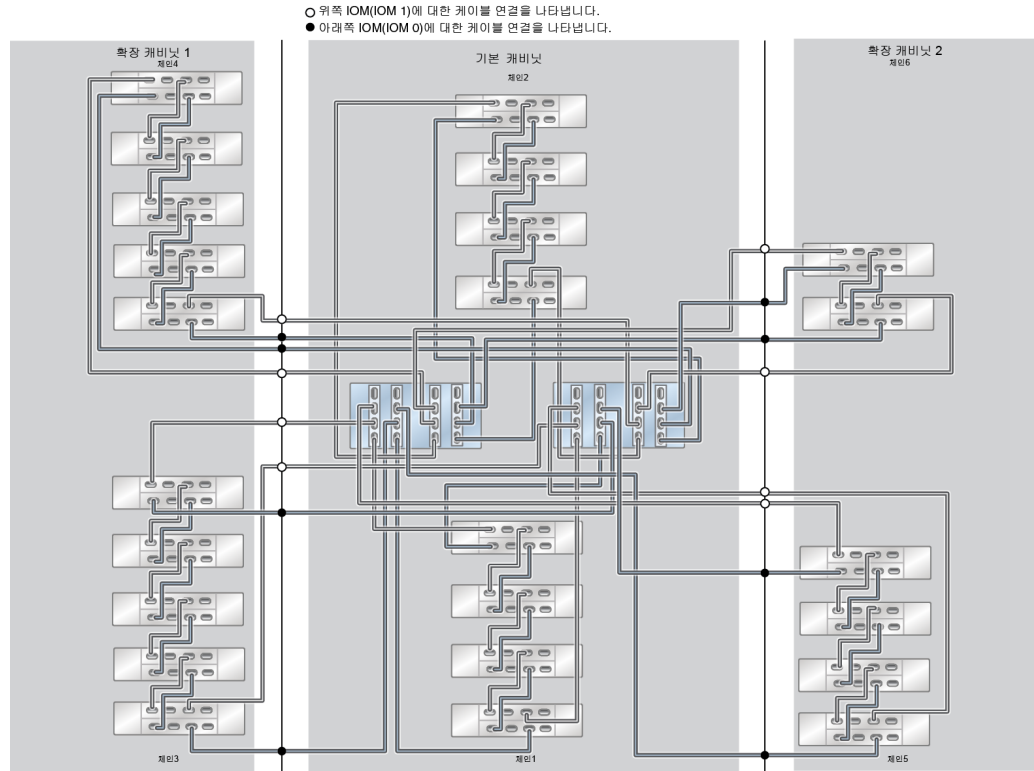 위쪽 IOM(IOM 1)에 대한 케이블 연결을 나타냅니다.
아래쪽 IOM(IOM 0)에 대한 케이블 연결을 나타냅니다.
확장 캐비닛 1
체인4
기본 캐비닛
체인2
확장 캐비닛 2
체인6
체인3
체인1
체인5